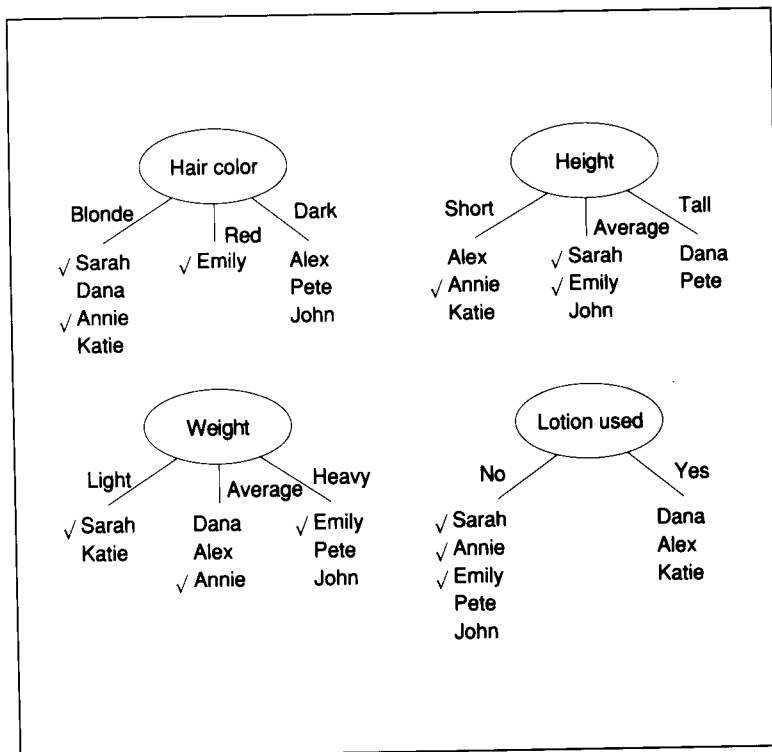 Hair color
Blonde
Red
Dark
√ Sarah
Dana
√ Annie
Katie
√ Emily
Alex
Pete
John
Height
Short
Average
Tall
Alex
√ Annie
Katie
√ Sarah
√ Emily
John
Dana
Pete
Weight
Light
Average
Heavy
√ Sarah
Katie
Dana
Alex
√ Annie
√ Emily
Pete
John
Lotion used
No
Yes
√ Sarah
√ Annie
√ Emily
Pete
John
Dana
Alex
Katie